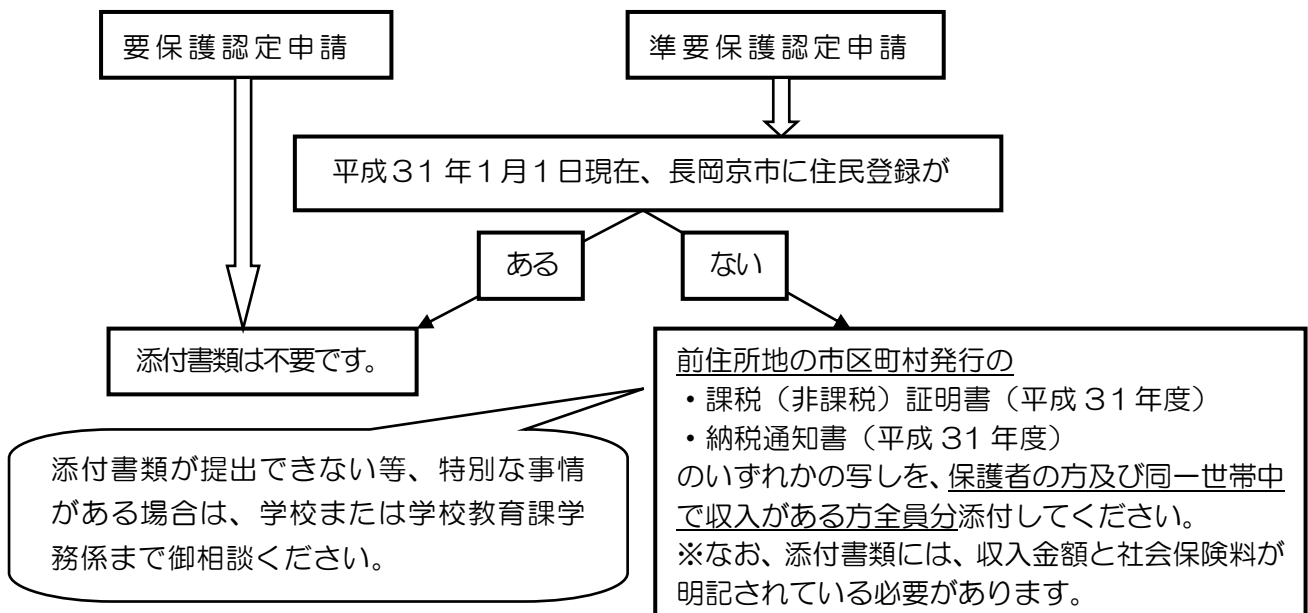 要保護認定申請
準要保護認定申請
平成31年1月1日現在、長岡京市に住民登録が
ある
ない
添付書類は不要です。
前住所地の市区町村発行の
・課税（非課税）証明書（平成31年度）
・納税通知書（平成31年度）
のいずれかの写しを、保護者の方及び同一世帯中
で収入がある方全員分添付してください。
※なお、添付書類には、収入金額と社会保険料が
明記されている必要があります。
添付書類が提出できない等、特別な事情
がある場合は、学校または学校教育課学
務係まで御相談ください。